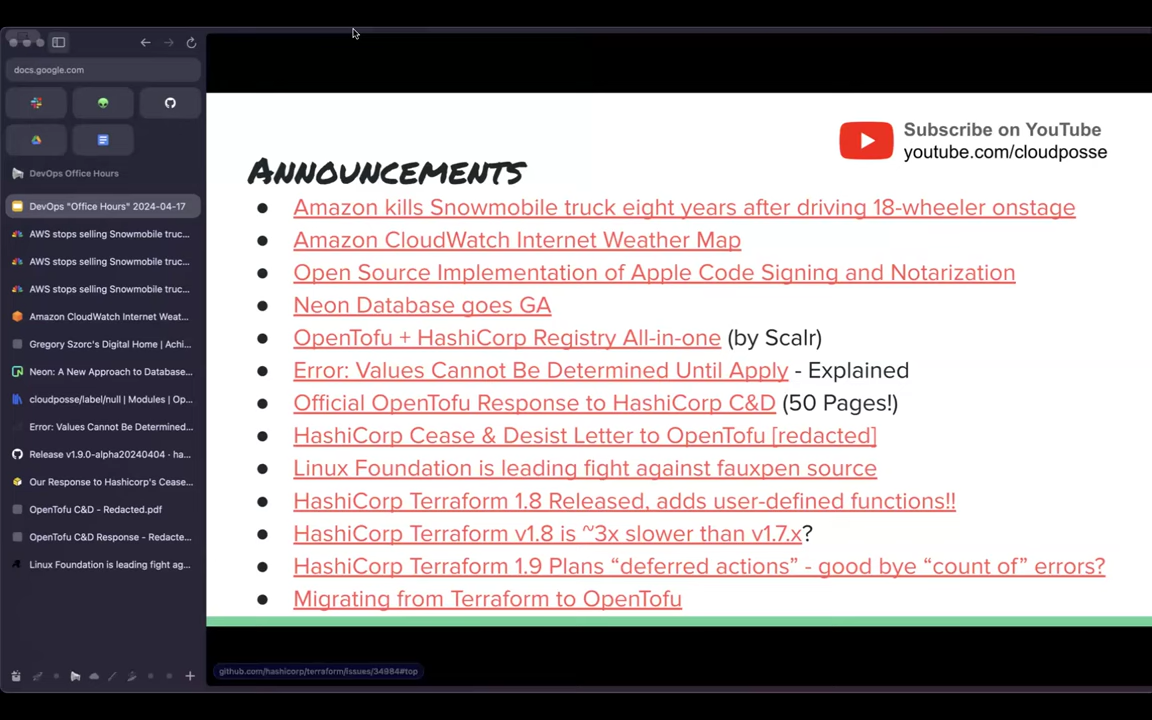 docs.google.com
DevOps Office Hours
DevOps "Office Hours" 2024-04-17
AWS stops selling Snowmobile truc...
AWS stops selling Snowmobile truc...
AWS stops selling Snowmobile truc...
Amazon CloudWatch Internet Weat...
Gregory Szorc's Digital Home | Achi...
Neon: A New Approach to Database...
cloudposse/label/null | Modules | Op...
Error: Values Cannot Be Determined...
Release v1.9.0-alpha20240404 · ha...
Our Response to Hashicorp's Cease...
OpenTofu C&D - Redacted.pdf
OpenTofu C&D Response - Redacte...
Linux Foundation is leading fight ag...
Subscribe on YouTube
youtube.com/cloudposse
Announcements
• Amazon kills Snowmobile truck eight years after driving 18-wheeler onstage
• Amazon CloudWatch Internet Weather Map
• Open Source Implementation of Apple Code Signing and Notarization
• Neon Database goes GA
• OpenTofu + HashiCorp Registry All-in-one (by Scalr)
• Error: Values Cannot Be Determined Until Apply - Explained
• Official OpenTofu Response to HashiCorp C&D (50 Pages!)
• HashiCorp Cease & Desist Letter to OpenTofu [redacted]
• Linux Foundation is leading fight against fauxpen source
• HashiCorp Terraform 1.8 Released, adds user-defined functions!!
• HashiCorp Terraform v1.8 is ~3x slower than v1.7.x?
• HashiCorp Terraform 1.9 Plans “deferred actions” - good bye “count of” errors?
• Migrating from Terraform to OpenTofu
github.com/hashicorp/terraform/issues/34984#top